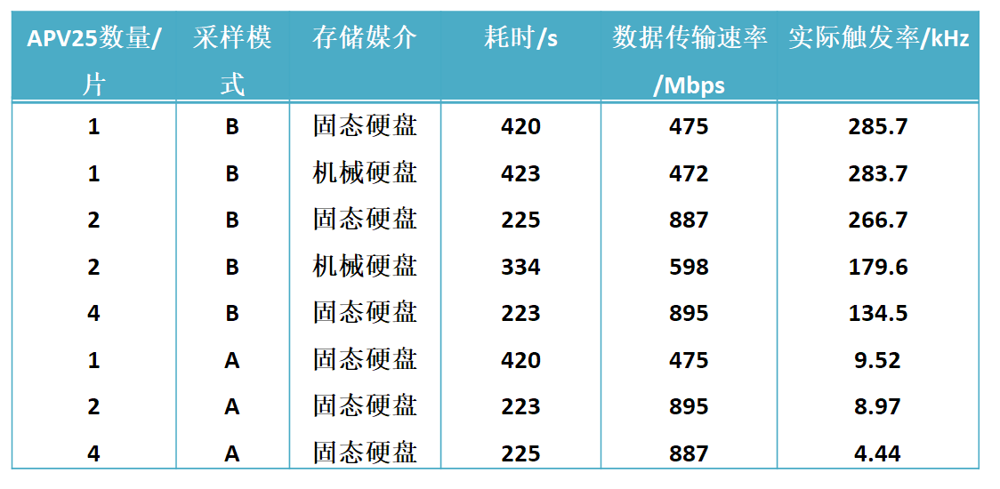 APV25数量/片 采样模式 存储媒介 耗时/s 数据传输速率/Mbps 实际触发率/kHz
1 B 固态硬盘 420 475 285.7
1 B 机械硬盘 423 472 283.7
2 B 固态硬盘 225 887 266.7
2 B 机械硬盘 334 598 179.6
4 B 固态硬盘 223 895 134.5
1 A 固态硬盘 420 475 9.52
2 A 固态硬盘 223 895 8.97
4 A 固态硬盘 225 887 4.44